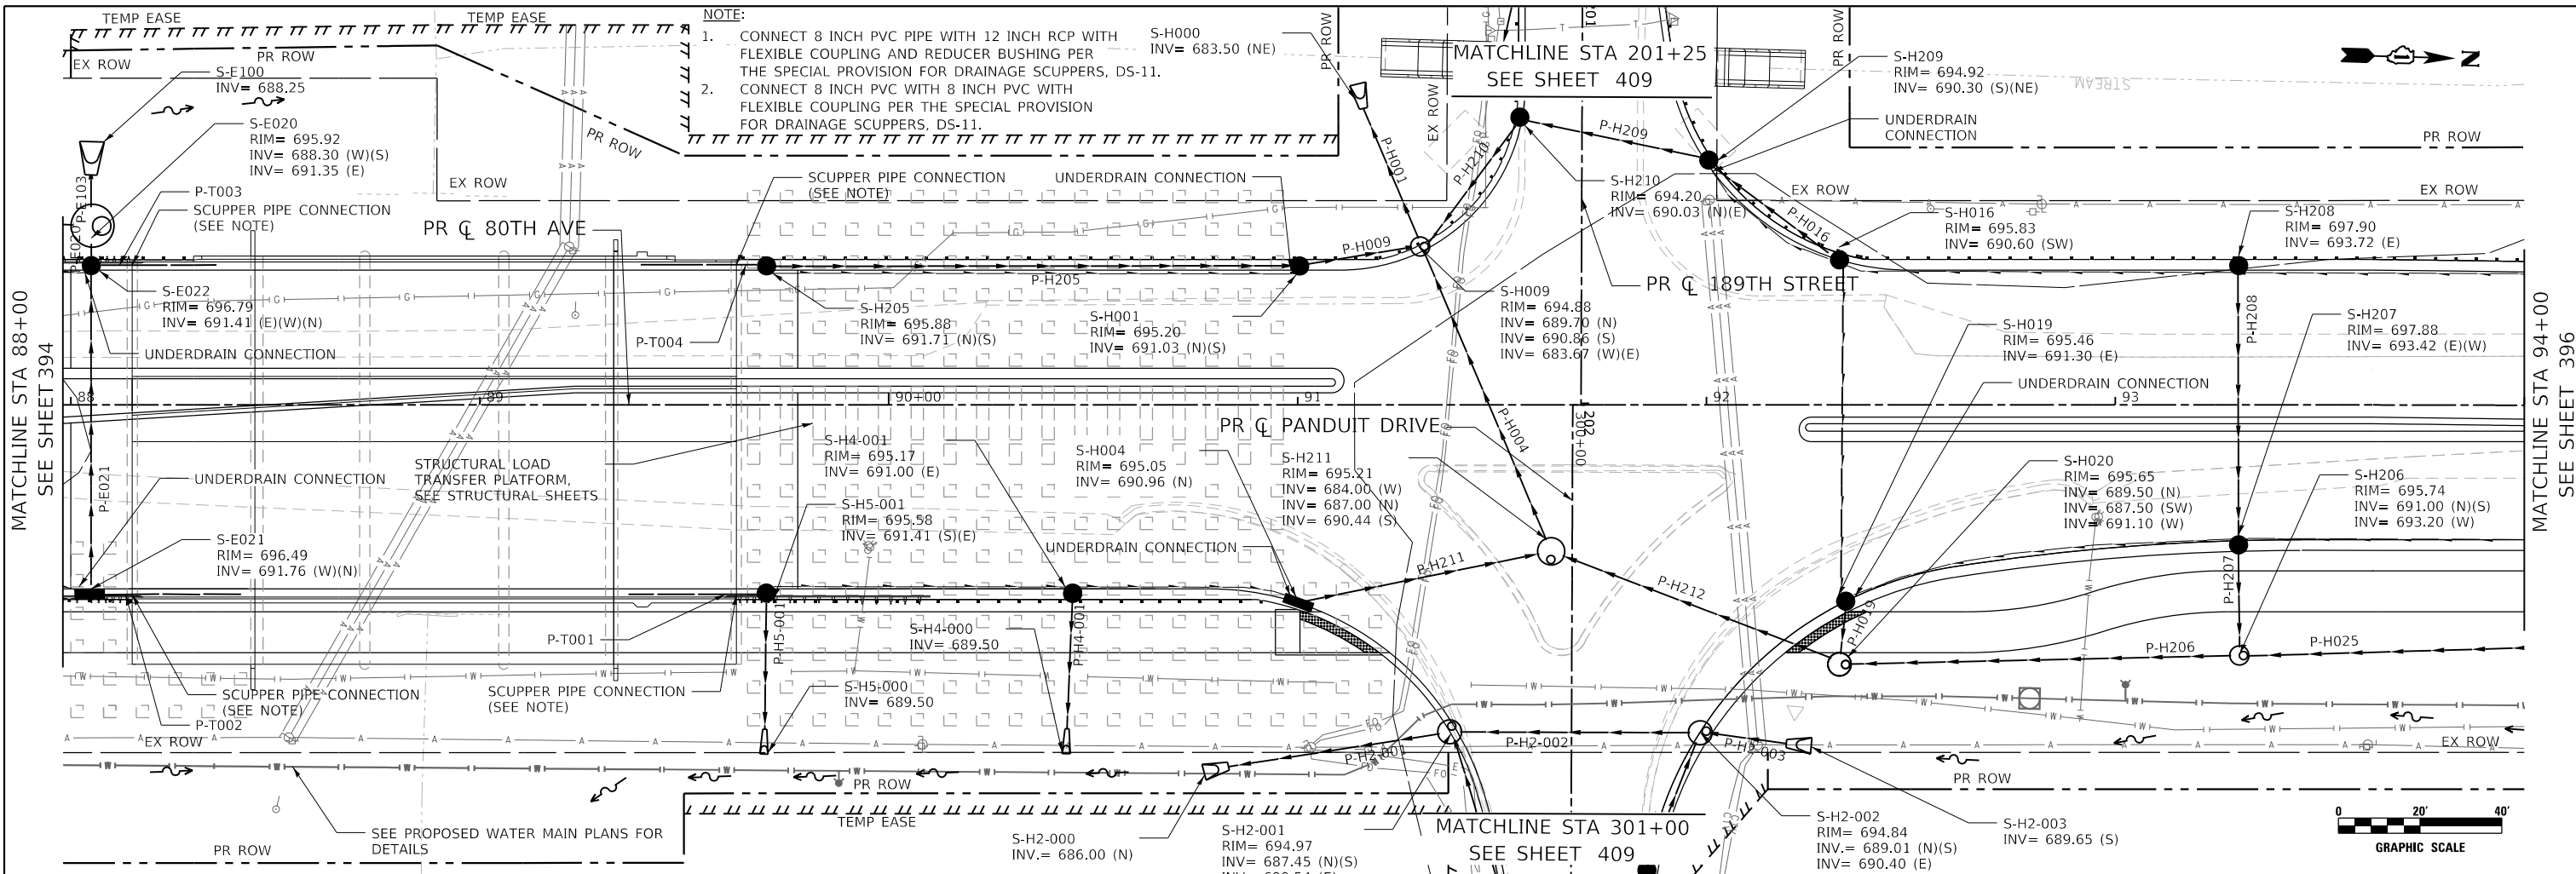 TEMP EASE
TEMP EASE
PR ROW
EX ROW
S-E100
INV= 688.25
S-E020
RIM= 695.92
INV= 688.30 (W)(S)
INV= 691.35 (E)
P-E103
P-E020
P-T003
SCUPPER PIPE CONNECTION
(SEE NOTE)
EX ROW
PR ROW
PR ℄ 80TH AVE
NOTE:
1. CONNECT 8 INCH PVC PIPE WITH 12 INCH RCP WITH
FLEXIBLE COUPLING AND REDUCER BUSHING PER
THE SPECIAL PROVISION FOR DRAINAGE SCUPPERS, DS-11.
2. CONNECT 8 INCH PVC WITH 8 INCH PVC WITH
FLEXIBLE COUPLING PER THE SPECIAL PROVISION
FOR DRAINAGE SCUPPERS, DS-11.
S-H000
INV= 683.50 (NE)
PR ROW
EX ROW
MATCHLINE STA 201+25
SEE SHEET 409
PR ROW
EX ROW
S-H209
RIM= 694.92
INV= 690.30 (S)(NE)
UNDERDRAIN
CONNECTION
STREAM
N
PR ROW
EX ROW
EX ROW
SCUPPER PIPE CONNECTION
(SEE NOTE)
UNDERDRAIN CONNECTION
P-H001
P-H210
P-H209
S-H210
RIM= 694.20
INV= 690.03 (N)(E)
P-H016
S-H016
RIM= 695.83
INV= 690.60 (SW)
S-H208
RIM= 697.90
INV= 693.72 (E)
P-H009
P-H205
PR ℄ 189TH STREET
S-E022
RIM= 696.79
INV= 691.41 (E)(W)(N)
UNDERDRAIN CONNECTION
P-T004
S-H205
RIM= 695.88
INV= 691.71 (N)(S)
S-H001
RIM= 695.20
INV= 691.03 (N)(S)
S-H009
RIM= 694.88
INV= 689.70 (N)
INV= 690.86 (S)
INV= 683.67 (W)(E)
S-H019
RIM= 695.46
INV= 691.30 (E)
UNDERDRAIN CONNECTION
P-H208
S-H207
RIM= 697.88
INV= 693.42 (E)(W)
MATCHLINE STA 88+00
SEE SHEET 394
MATCHLINE STA 94+00
SEE SHEET 396
88
89
90+00
91
92
93
202
300+00
P-H004
PR ℄ PANDUIT DRIVE
P-E021
UNDERDRAIN CONNECTION
STRUCTURAL LOAD
TRANSFER PLATFORM,
SEE STRUCTURAL SHEETS
S-H4-001
RIM= 695.17
INV= 691.00 (E)
S-H004
RIM= 695.05
INV= 690.96 (N)
S-H211
RIM= 695.21
INV= 684.00 (W)
INV= 687.00 (N)
INV= 690.44 (S)
S-H020
RIM= 695.65
INV= 689.50 (N)
INV= 687.50 (SW)
INV= 691.10 (W)
S-H206
RIM= 695.74
INV= 691.00 (N)(S)
INV= 693.20 (W)
S-H5-001
RIM= 695.58
INV= 691.41 (S)(E)
S-E021
RIM= 696.49
INV= 691.76 (W)(N)
UNDERDRAIN CONNECTION
P-H211
P-H212
P-H019
P-H207
P-H206
P-H025
P-T001
P-H5-001
S-H4-000
INV= 689.50
P-H4-001
SCUPPER PIPE CONNECTION
(SEE NOTE)
P-T002
SCUPPER PIPE CONNECTION
(SEE NOTE)
S-H5-000
INV= 689.50
EX ROW
P-H2-001
P-H2-002
P-H2-003
EX ROW
PR ROW
PR ROW
TEMP EASE
SEE PROPOSED WATER MAIN PLANS FOR
DETAILS
PR ROW
S-H2-000
INV.= 686.00 (N)
S-H2-001
RIM= 694.97
INV= 687.45 (N)(S)
MATCHLINE STA 301+00
SEE SHEET 409
S-H2-002
RIM= 694.84
INV.= 689.01 (N)(S)
INV= 690.40 (E)
S-H2-003
INV= 689.65 (S)
0 20' 40'
GRAPHIC SCALE